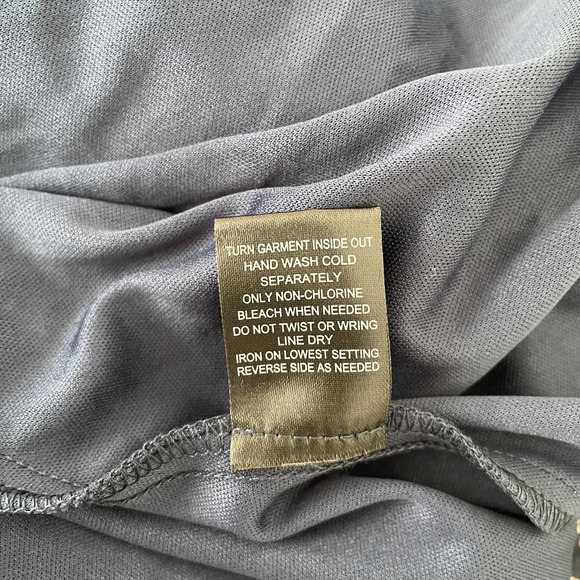 TURN GARMENT INSIDE OUT
HAND WASH COLD
SEPARATELY
ONLY NON-CHLORINE
BLEACH WHEN NEEDED
DO NOT TWIST OR WRING
LINE DRY
IRON ON LOWEST SETTING
REVERSE SIDE AS NEEDED